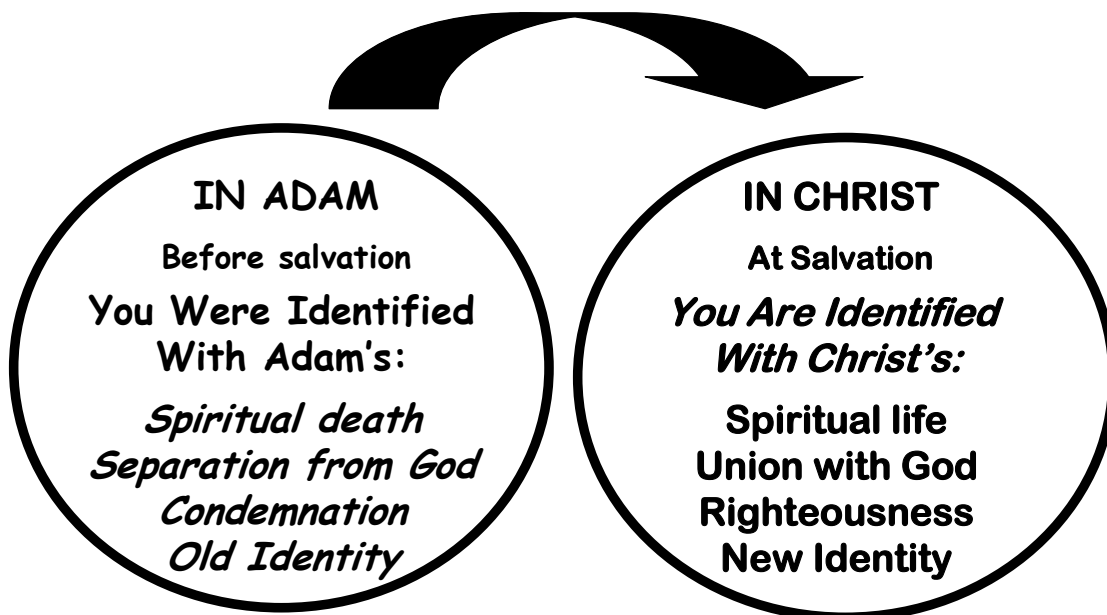 IN ADAM
Before salvation
You Were Identified
With Adam's:
Spiritual death
Separation from God
Condemnation
Old Identity
IN CHRIST
At Salvation
You Are Identified
With Christ's:
Spiritual life
Union with God
Righteousness
New Identity